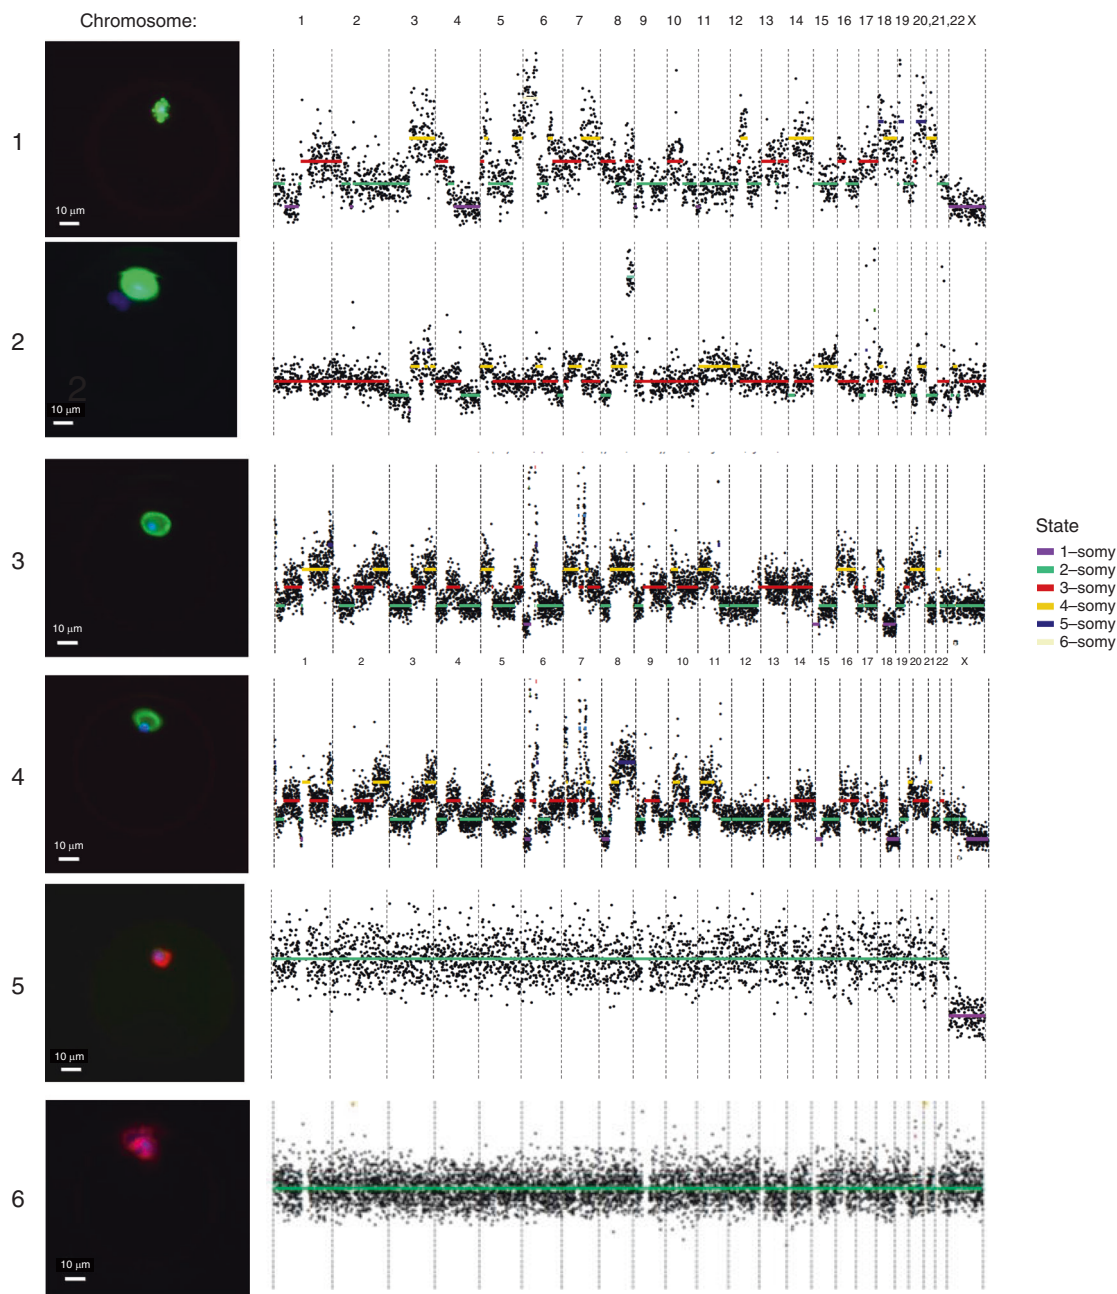 Chromosome:
1 2 3 4 5 6 7 8 9 10 11 12 13 14 15 16 17 18 19 20,21,22 X
1
10 μm
2
2
10 μm
3
10 μm
State
1–somy
2–somy
3–somy
4–somy
5–somy
6–somy
1 2 3 4 5 6 7 8 9 10 11 12 13 14 15 16 17 18 19 20 21 22 X
4
10 μm
5
10 μm
6
10 μm